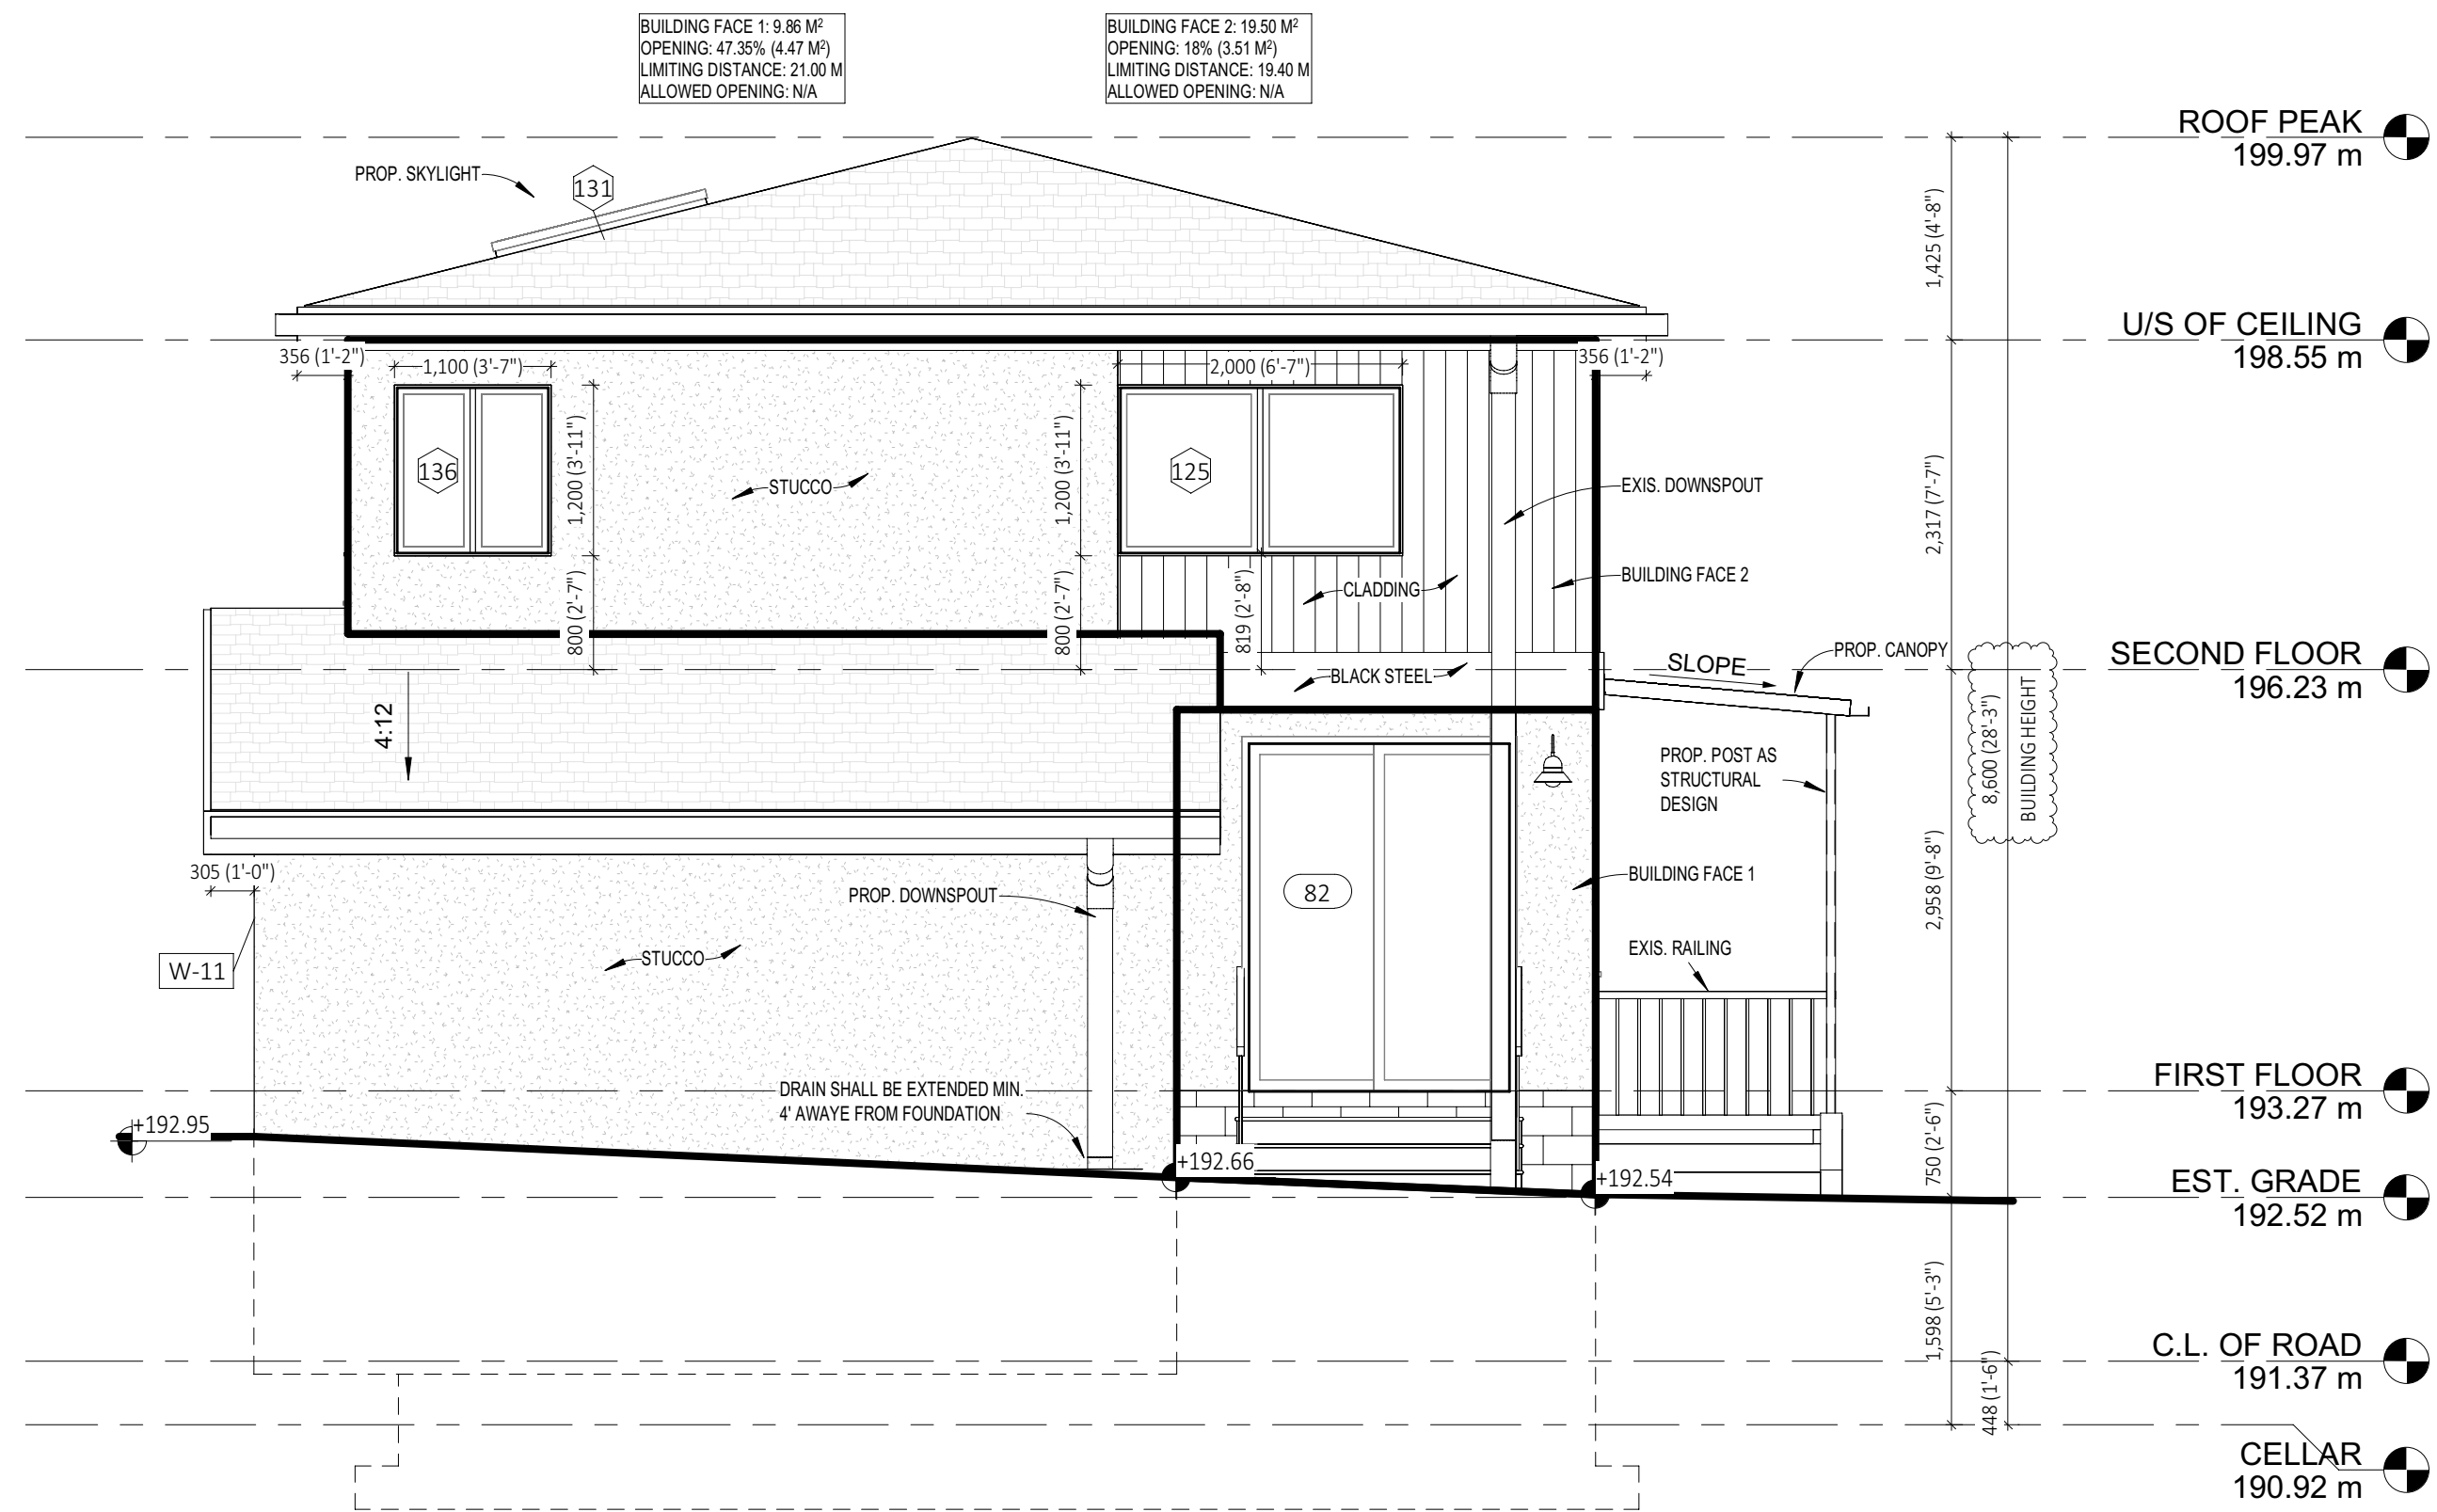 BUILDING FACE 1: 9.86 M²
OPENING: 47.35% (4.47 M²)
LIMITING DISTANCE: 21.00 M
ALLOWED OPENING: N/A
BUILDING FACE 2: 19.50 M²
OPENING: 18% (3.51 M²)
LIMITING DISTANCE: 19.40 M
ALLOWED OPENING: N/A
ROOF PEAK
199.97 m
PROP. SKYLIGHT
131
1,425 (4'-8")
U/S OF CEILING
198.55 m
356 (1'-2")
1,100 (3'-7")
2,000 (6'-7")
356 (1'-2")
136
1,200 (3'-11")
STUCCO
1,200 (3'-11")
125
EXIS. DOWNSPOUT
2,317 (7'-7")
BUILDING FACE 2
CLADDING
800 (2'-7")
800 (2'-7")
819 (2'-8")
PROP. CANOPY
SLOPE
SECOND FLOOR
196.23 m
BLACK STEEL
4:12
8,600 (28'-3")
BUILDING HEIGHT
PROP. POST AS
STRUCTURAL
DESIGN
305 (1'-0")
PROP. DOWNSPOUT
82
BUILDING FACE 1
2,958 (9'-8")
W-11
STUCCO
EXIS. RAILING
FIRST FLOOR
193.27 m
DRAIN SHALL BE EXTENDED MIN.
4' AWAYE FROM FOUNDATION
+192.95
+192.66
+192.54
750 (2'-6")
EST. GRADE
192.52 m
1,598 (5'-3")
C.L. OF ROAD
191.37 m
448 (1'-6")
CELLAR
190.92 m